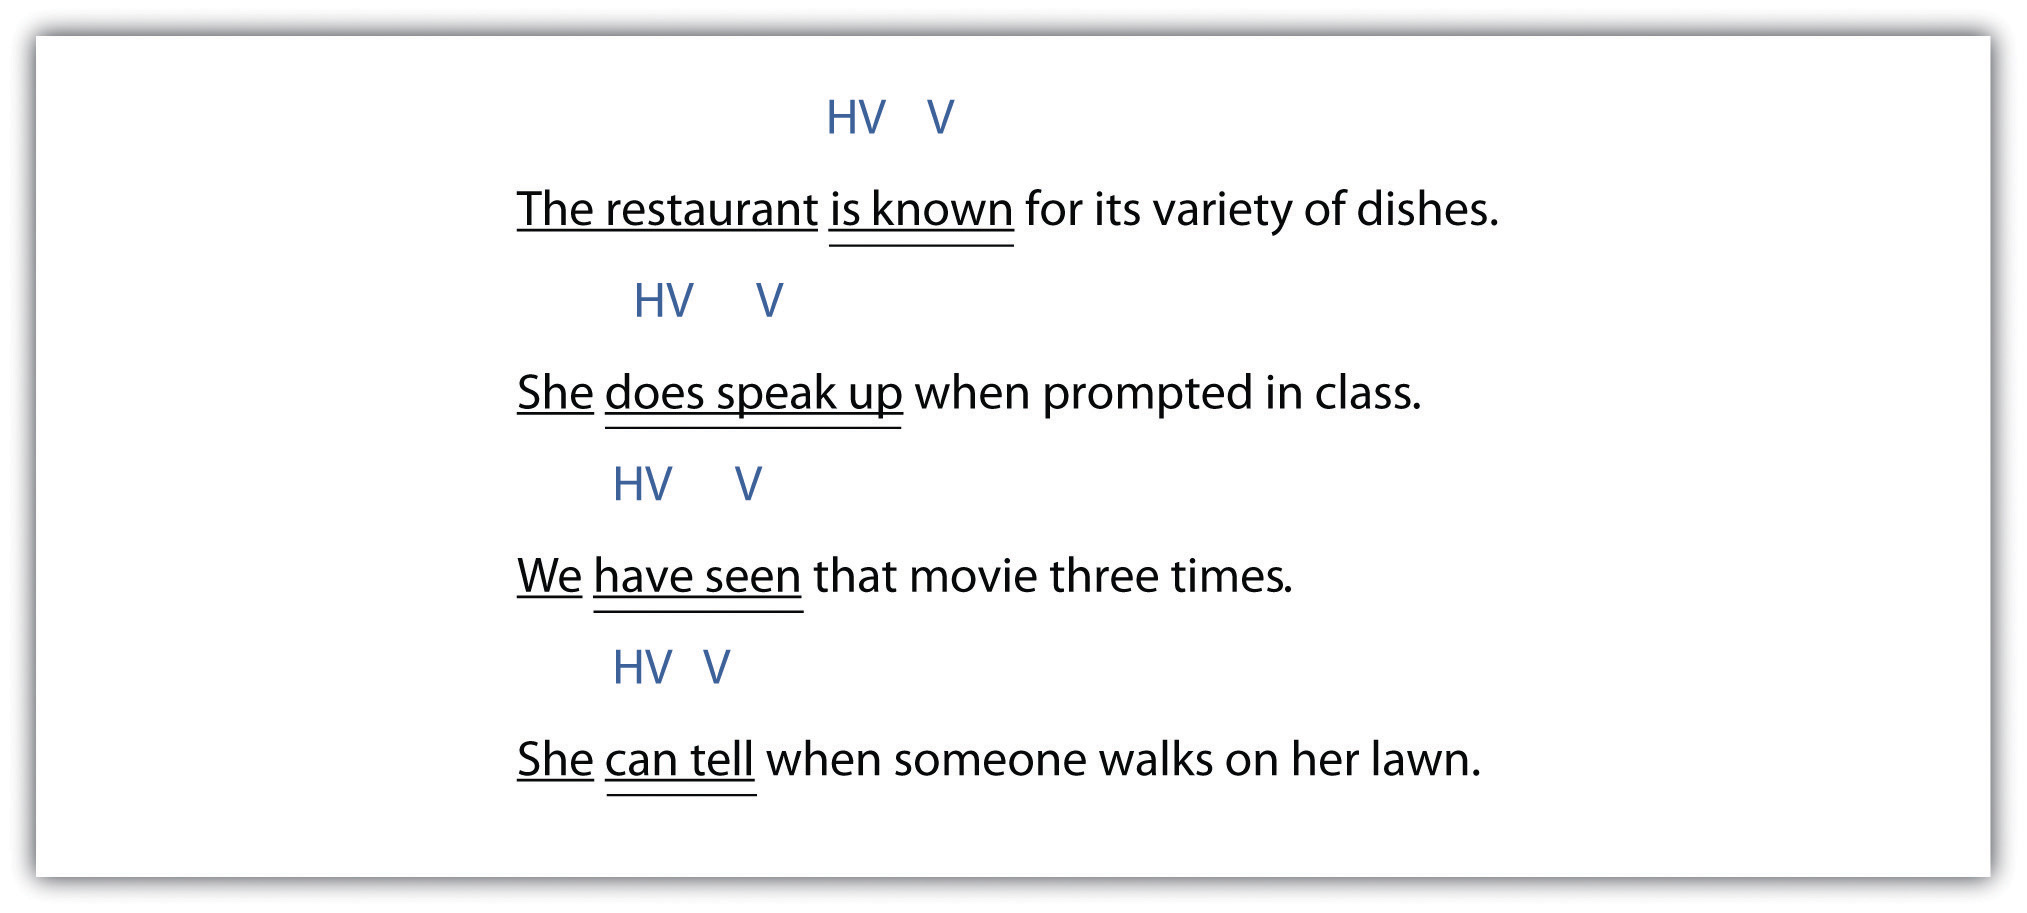 HV V
The restaurant is known for its variety of dishes.
HV V
She does speak up when prompted in class.
HV V
We have seen that movie three times.
HV V
She can tell when someone walks on her lawn.